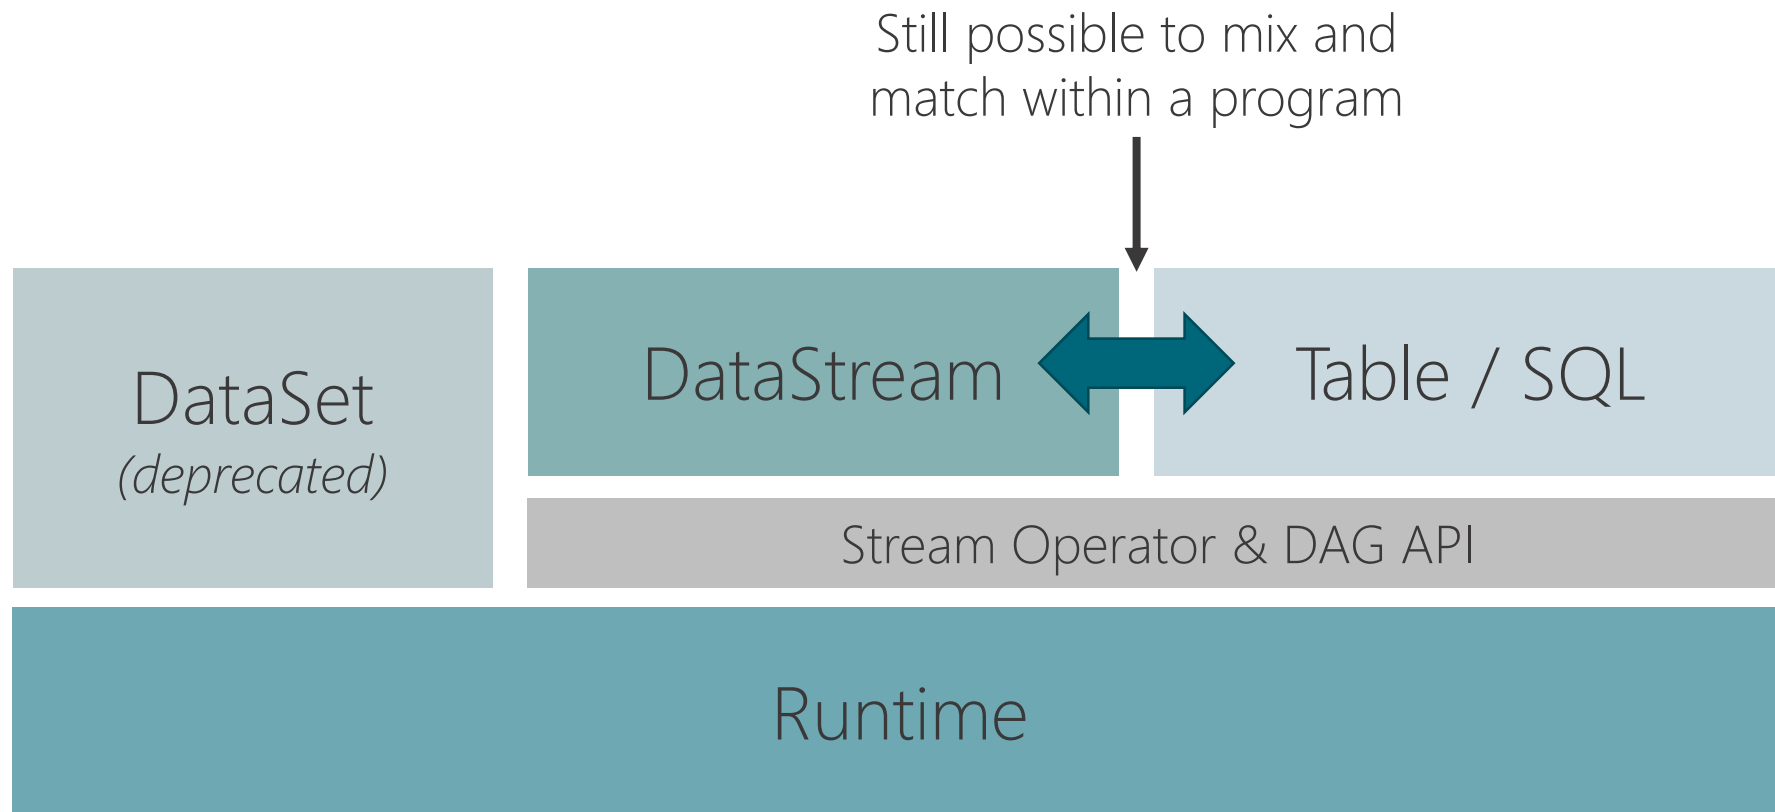 Still possible to mix and
match within a program
DataSet
(deprecated)
DataStream
Table / SQL
Stream Operator & DAG API
Runtime